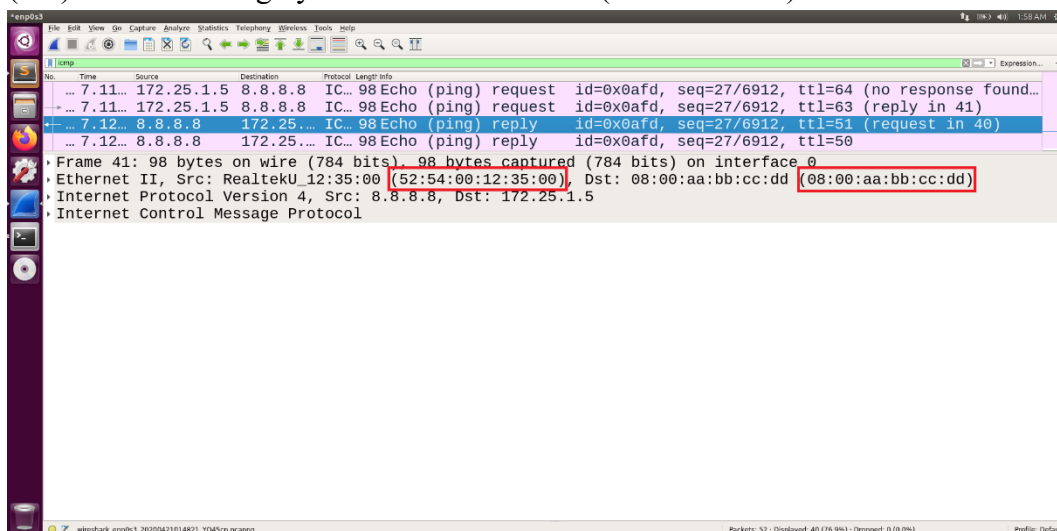 *enp0s3
1:58 AM
File Edit View Go Capture Analyze Statistics Telephony Wireless Tools Help
icmp
Expression...
No. Time Source Destination Protocol Length Info
... 7.11... 172.25.1.5 8.8.8.8 IC... 98 Echo (ping) request id=0x0afd, seq=27/6912, ttl=64 (no response found...
... 7.11... 172.25.1.5 8.8.8.8 IC... 98 Echo (ping) request id=0x0afd, seq=27/6912, ttl=63 (reply in 41)
... 7.12... 8.8.8.8 172.25.... IC... 98 Echo (ping) reply id=0x0afd, seq=27/6912, ttl=51 (request in 40)
... 7.12... 8.8.8.8 172.25.... IC... 98 Echo (ping) reply id=0x0afd, seq=27/6912, ttl=50
Frame 41: 98 bytes on wire (784 bits), 98 bytes captured (784 bits) on interface 0
Ethernet II, Src: RealtekU_12:35:00 (52:54:00:12:35:00), Dst: 08:00:aa:bb:cc:dd (08:00:aa:bb:cc:dd)
Internet Protocol Version 4, Src: 8.8.8.8, Dst: 172.25.1.5
Internet Control Message Protocol
Packets: 52 · Displayed: 40 (76.9%) · Dropped: 0 (0.0%)